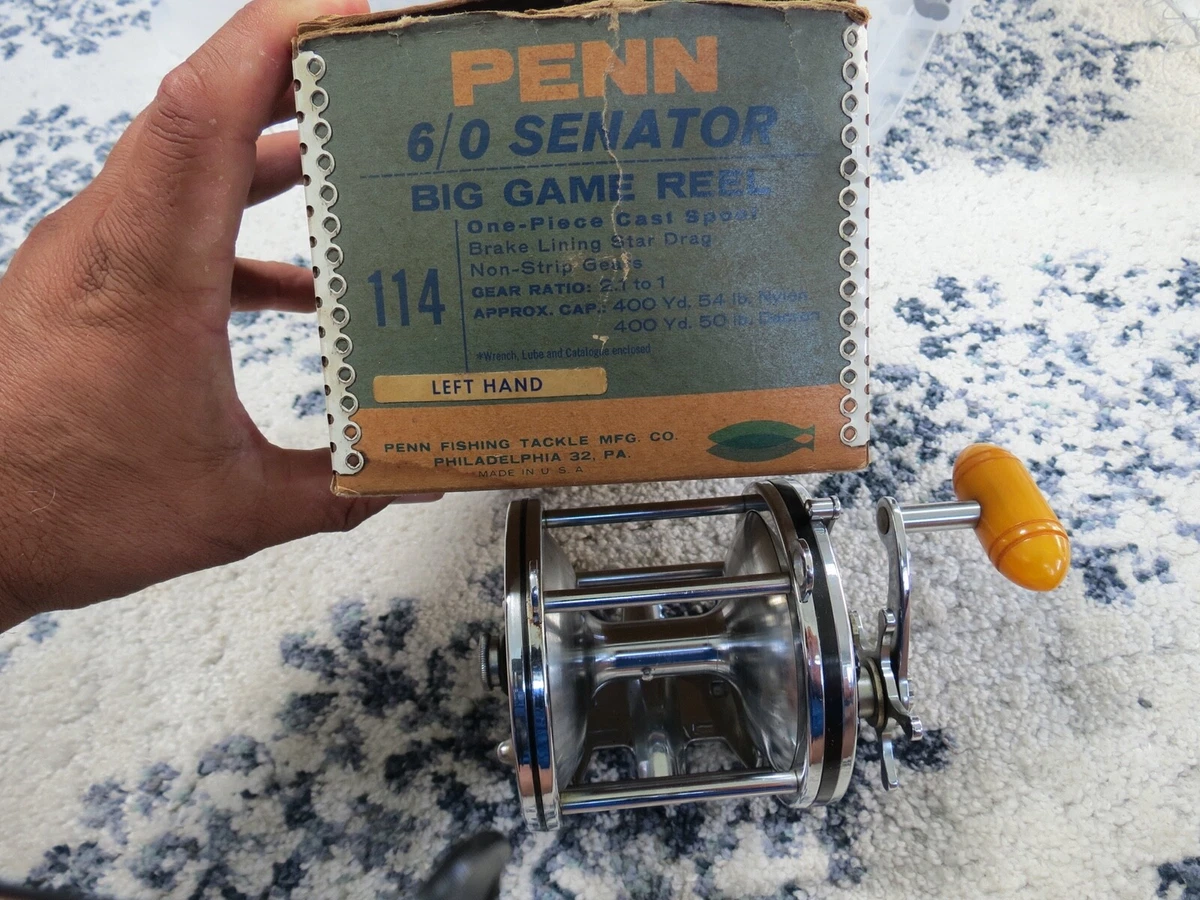 PENN
6/0 SENATOR
BIG GAME REEL
114
One-Piece Cast Spool
Brake Lining Star Drag
Non-Strip Gears
GEAR RATIO: 2.1 to 1
APPROX. CAP.: 400 Yd. 54 lb. Nylon
400 Yd. 50 lb. Dacron
*Wrench, Lube and Catalogue enclosed
LEFT HAND
PENN FISHING TACKLE MFG. CO.
PHILADELPHIA 32, PA.
MADE IN U.S.A.